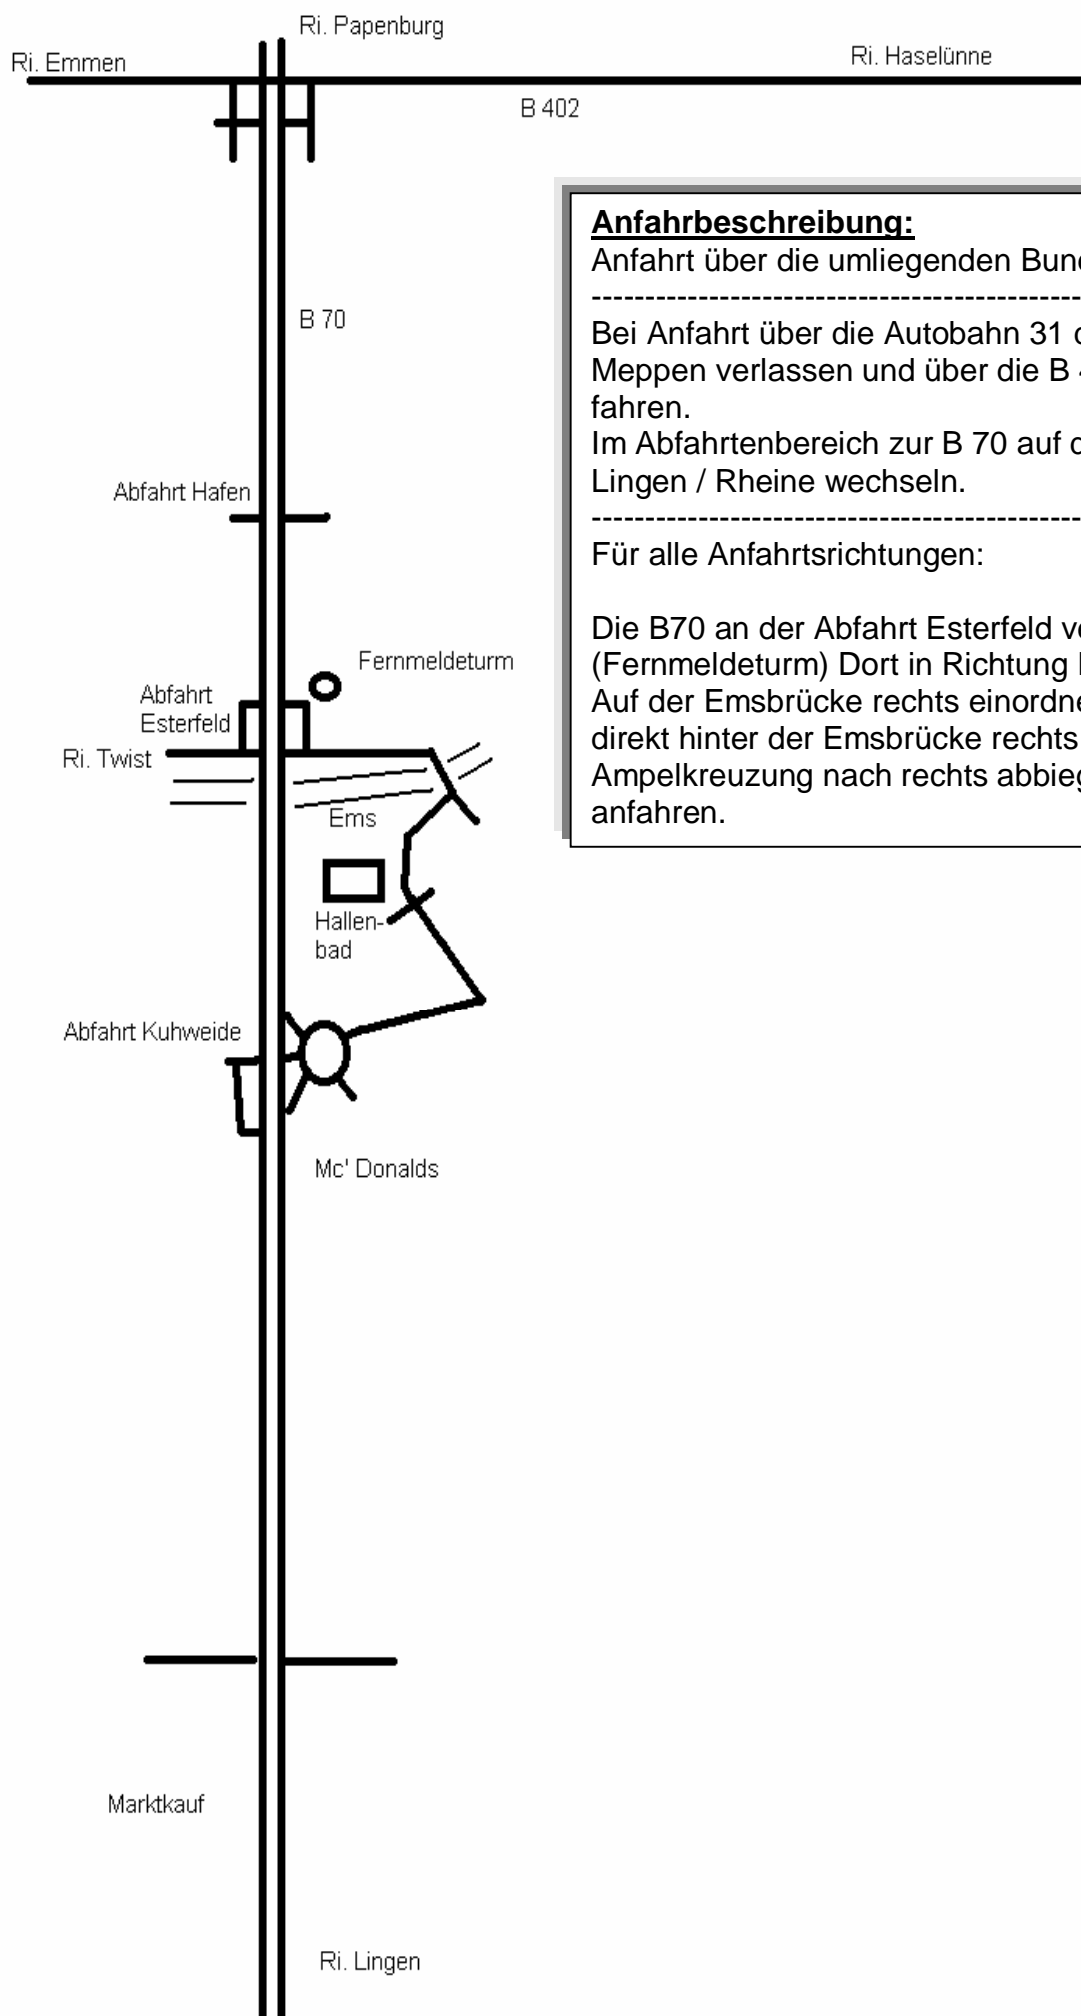 Ri. Papenburg
Ri. Emmen
Ri. Haselünne
B 402
Anfahrbeschreibung:
Anfahrt über die umliegenden
-----------------------------------------------
Bei Anfahrt über die Autobahn 31
Meppen verlassen und über die B
fahren.
Im Abfahrtenbereich zur B 70 auf
Lingen / Rheine wechseln.
-----------------------------------------------
Für alle Anfahrtsrichtungen:
Die B70 an der Abfahrt Esterfeld
(Fernmeldeturm) Dort in Richtung
Auf der Emsbrücke rechts
direkt hinter der Emsbrücke rechts
Ampelkreuzung nach rechts
anfahren.
B 70
Abfahrt Hafen
Fernmeldeturm
Abfahrt
Esterfeld
Ri. Twist
Ems
Hallen-
bad
Abfahrt Kuhweide
Mc' Donalds
Marktkauf
Ri. Lingen